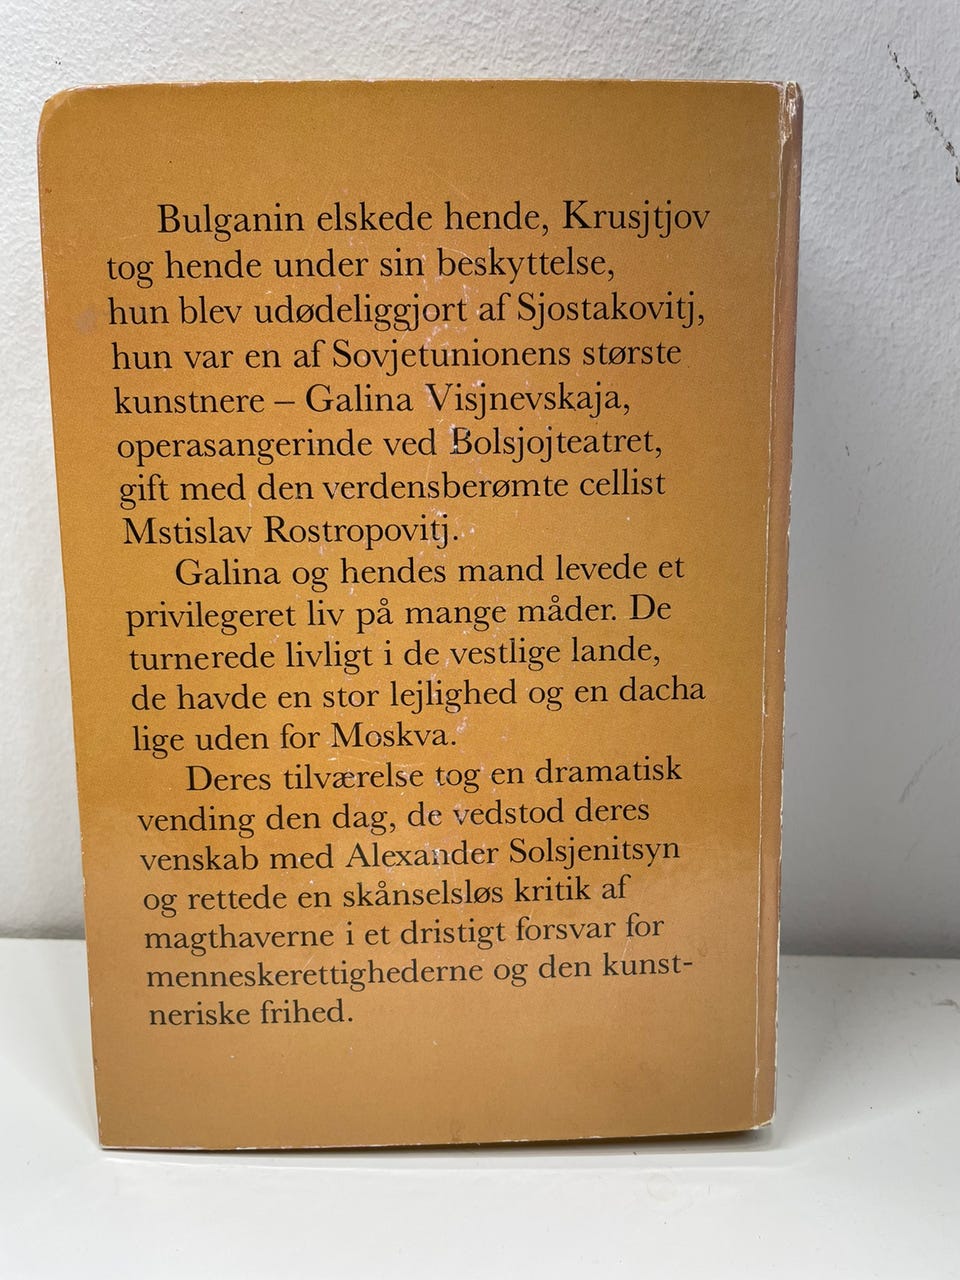 Bulganin elskede hende, Krusjtjov
tog hende under sin beskyttelse,
hun blev udødeliggjort af Sjostakovitj,
hun var en af Sovjetunionens største
kunstnere – Galina Visjnevskaja,
operasangerinde ved Bolsjojteatret,
gift med den verdensberømte cellist
Mstislav Rostropovitj.
Galina og hendes mand levede et
privilegeret liv på mange måder. De
turnerede livligt i de vestlige lande,
de havde en stor lejlighed og en dacha
lige uden for Moskva.
Deres tilværelse tog en dramatisk
vending den dag, de vedstod deres
venskab med Alexander Solsjenitsyn
og rettede en skånselsløs kritik af
magthaverne i et dristigt forsvar for
menneskerettighederne og den kunst-
neriske frihed.